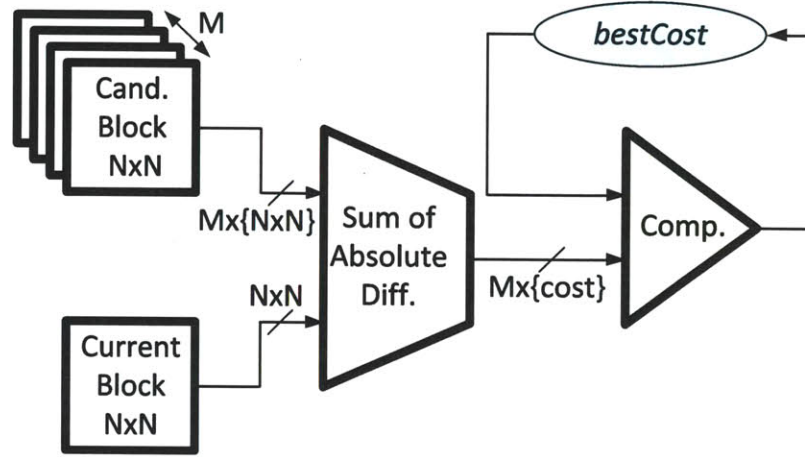 M
bestCost
Cand.
Block
NxN
Mx{NxN}
Sum of
Absolute
Diff.
Comp.
NxN
Mx{cost}
Current
Block
NxN